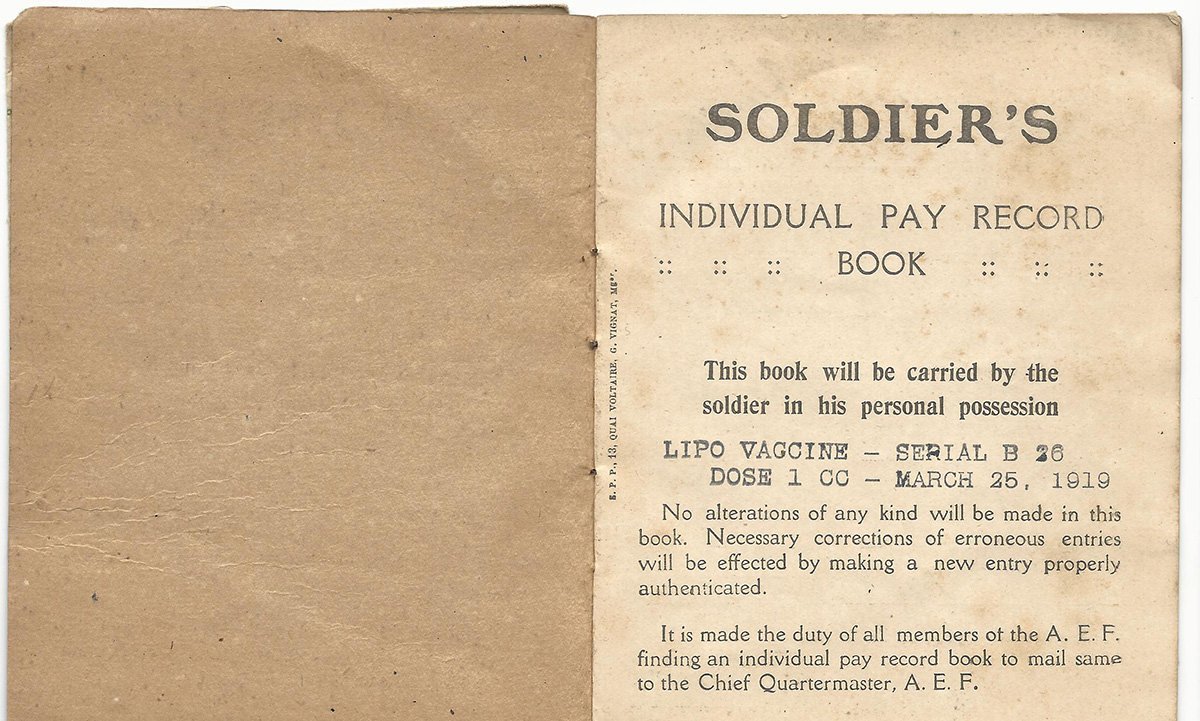 SOLDIER'S
INDIVIDUAL PAY RECORD
:: :: :: BOOK :: :: ::
This book will be carried by the
soldier in his personal possession
LIPO VACCINE – SERIAL B 26
DOSE 1 CC – MARCH 25, 1919
No alterations of any kind will be made in this
book. Necessary corrections of erroneous entries
will be effected by making a new entry properly
authenticated.
It is made the duty of all members of the A. E. F.
finding an individual pay record book to mail same
to the Chief Quartermaster, A. E. F.
P. P., 13, QUAI VOLTAIRE, G. VIGNAT,